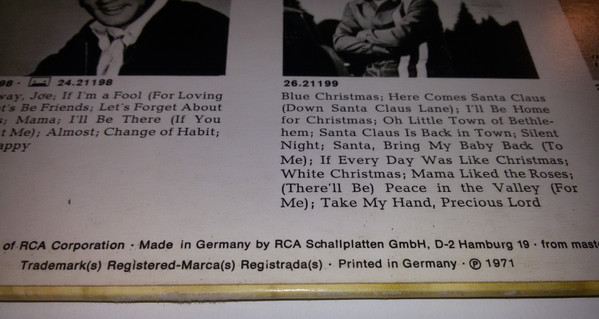 98 · 24.21198
way, Joe; If I'm a Fool (For Loving
t's Be Friends; Let's Forget About
s; Mama; I'll Be There (If You
t Me); Almost; Change of Habit;
appy
26.21199
Blue Christmas; Here Comes Santa Claus
(Down Santa Claus Lane); I'll Be Home
for Christmas; Oh Little Town of Bethle-
hem; Santa Claus Is Back in Town; Silent
Night; Santa, Bring My Baby Back (To
Me); If Every Day Was Like Christmas;
White Christmas; Mama Liked the Roses;
(There'll Be) Peace in the Valley (For
Me); Take My Hand, Precious Lord
of RCA Corporation · Made in Germany by RCA Schallplatten GmbH, D-2 Hamburg 19 · from mast
Trademark(s) Registered-Marca(s) Registrada(s) · Printed in Germany · ℗ 1971